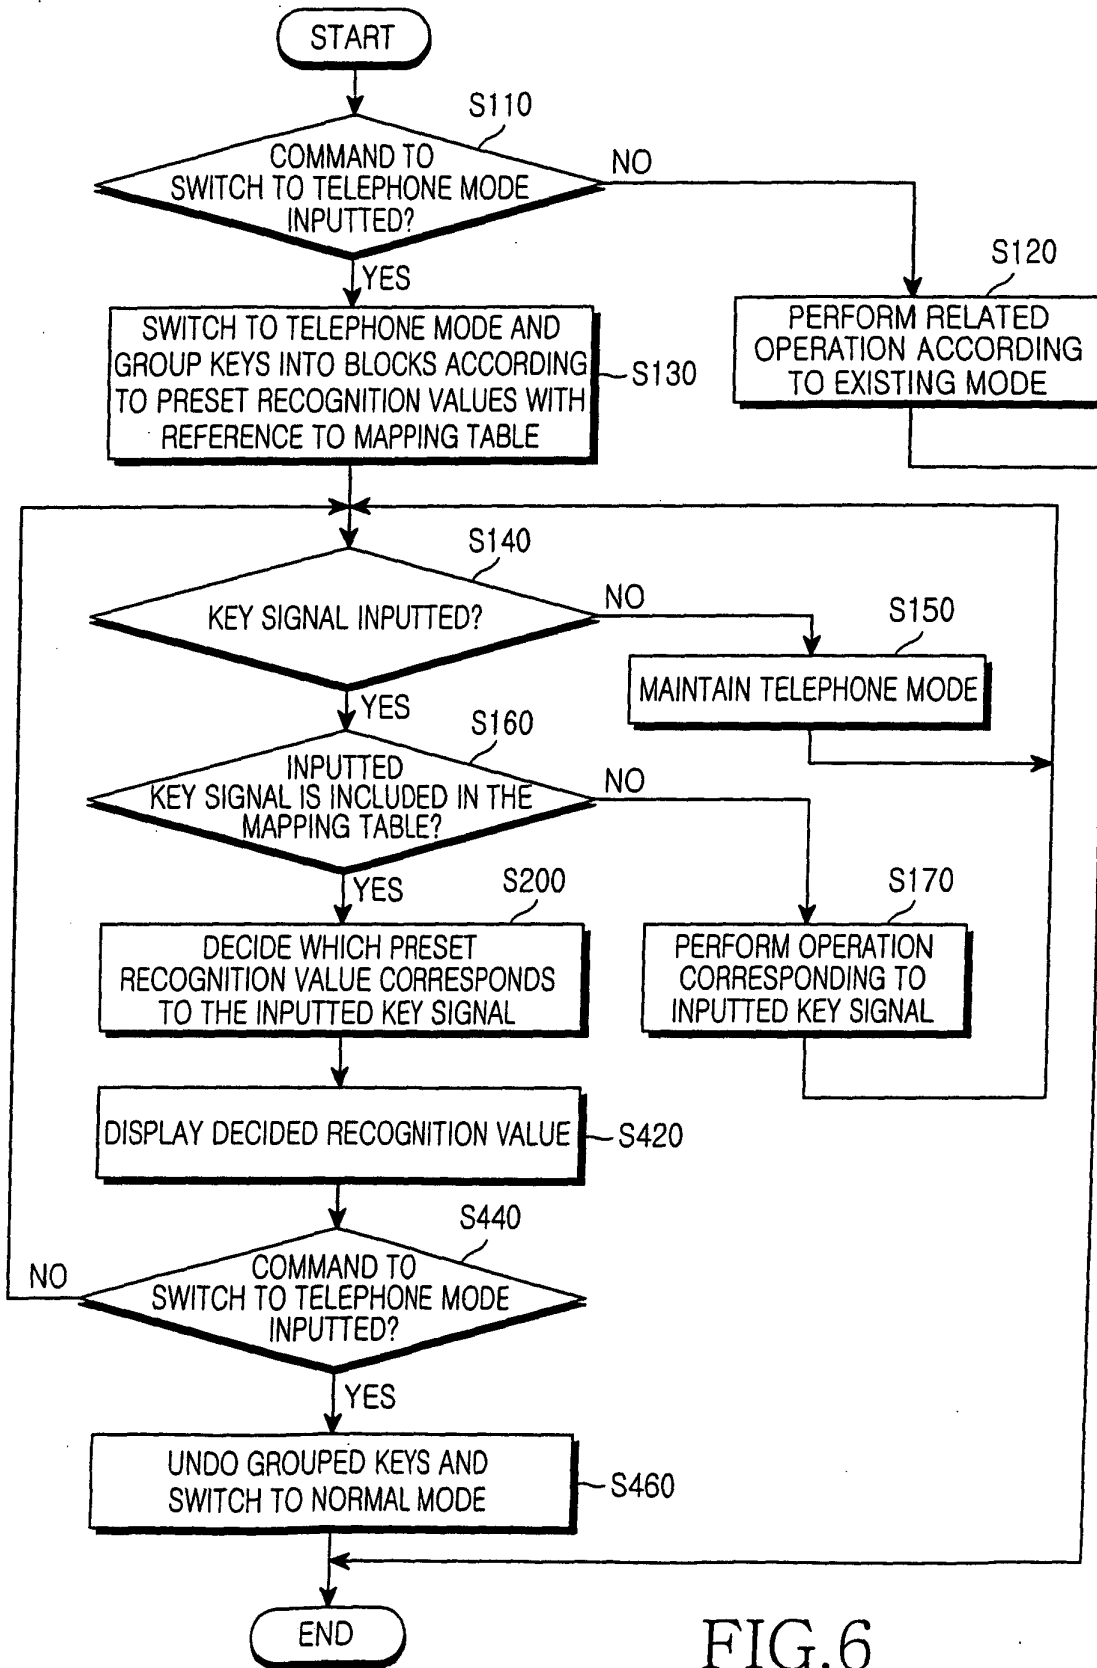 START
S110
COMMAND TO
SWITCH TO TELEPHONE MODE
INPUTTED?
NO
YES
S120
PERFORM RELATED
OPERATION ACCORDING
TO EXISTING MODE
SWITCH TO TELEPHONE MODE AND
GROUP KEYS INTO BLOCKS ACCORDING
TO PRESET RECOGNITION VALUES WITH
REFERENCE TO MAPPING TABLE
S130
S140
KEY SIGNAL INPUTTED?
NO
YES
S150
MAINTAIN TELEPHONE MODE
S160
INPUTTED
KEY SIGNAL IS INCLUDED IN THE
MAPPING TABLE?
NO
YES
S200
DECIDE WHICH PRESET
RECOGNITION VALUE CORRESPONDS
TO THE INPUTTED KEY SIGNAL
S170
PERFORM OPERATION
CORRESPONDING TO
INPUTTED KEY SIGNAL
DISPLAY DECIDED RECOGNITION VALUE
S420
S440
COMMAND TO
SWITCH TO TELEPHONE MODE
INPUTTED?
NO
YES
UNDO GROUPED KEYS AND
SWITCH TO NORMAL MODE
S460
END
FIG.6